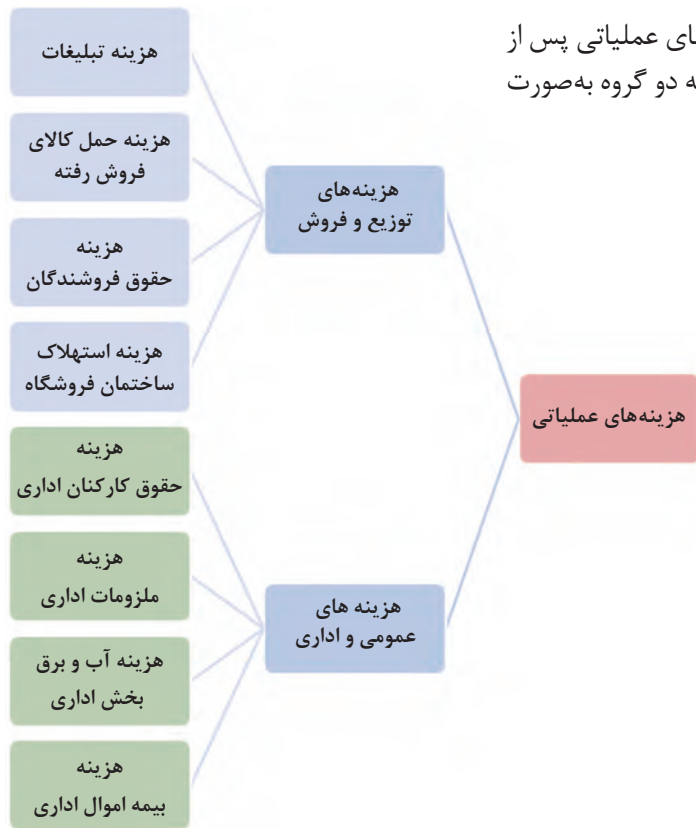 های عملیاتی پس از
ه دو گروه به‌صورت
هزینه‌های عملیاتی
هزینه‌های
توزیع و فروش
هزینه تبلیغات
هزینه حمل کالای
فروش رفته
هزینه
حقوق فروشندگان
هزینه استهلاک
ساختمان فروشگاه
هزینه های
عمومی و اداری
هزینه
حقوق کارکنان اداری
هزینه
ملزومات اداری
هزینه آب و برق
بخش اداری
هزینه
بیمه اموال اداری